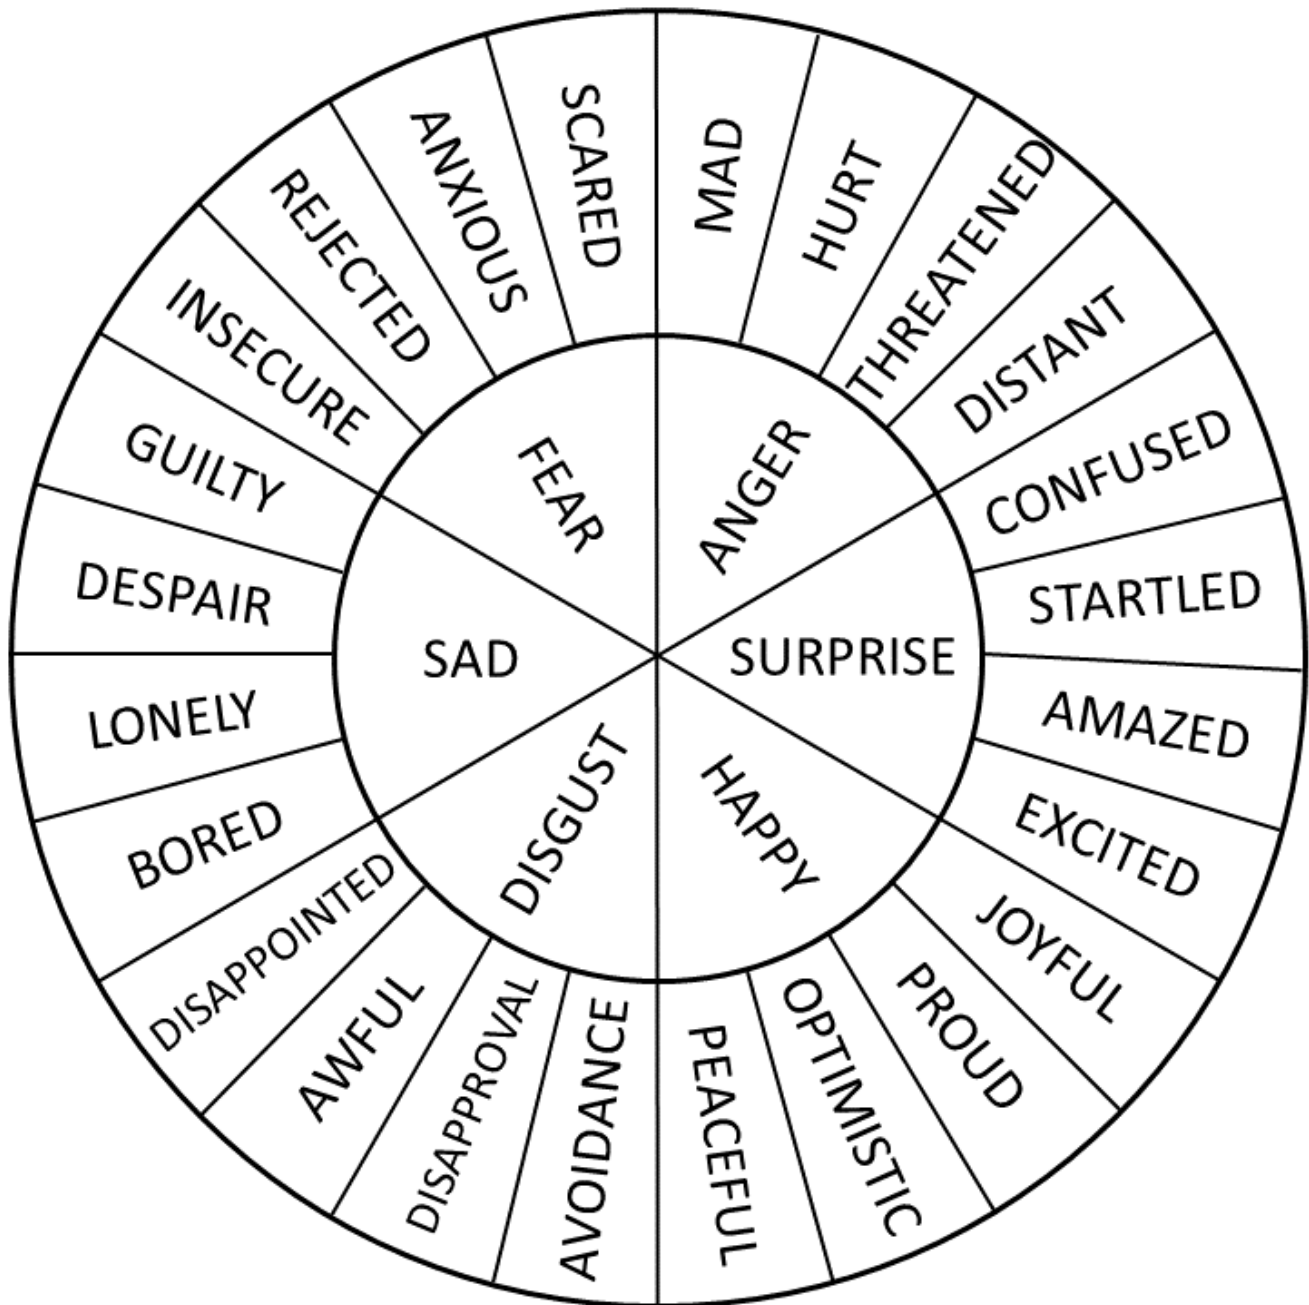 MAD
HURT
THREATENED
DISTANT
CONFUSED
STARTLED
AMAZED
EXCITED
JOYFUL
PROUD
OPTIMISTIC
PEACEFUL
AVOIDANCE
DISAPPROVAL
AWFUL
DISAPPOINTED
BORED
LONELY
DESPAIR
GUILTY
INSECURE
REJECTED
ANXIOUS
SCARED
ANGER
SURPRISE
HAPPY
DISGUST
SAD
FEAR